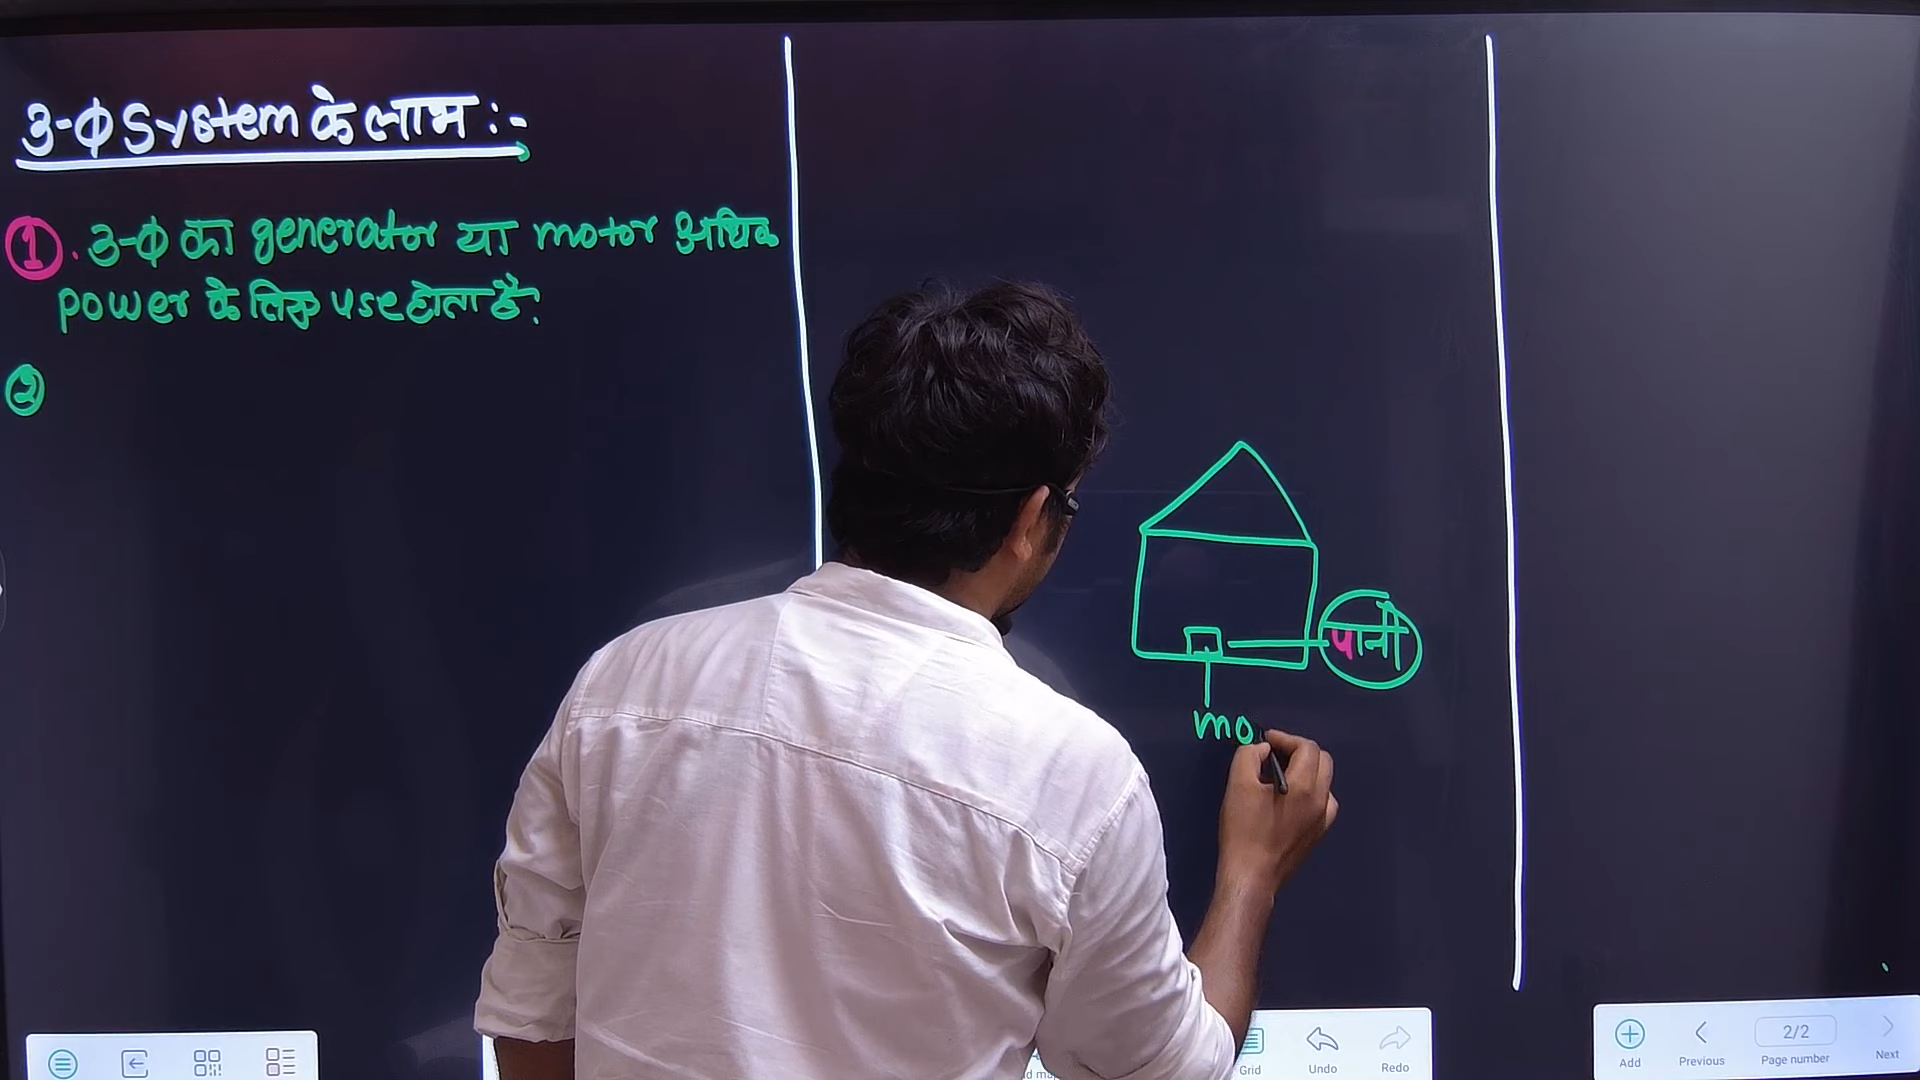 3-ф System के लाभ :-
① . 3-ф का generator या motor अधिक
power के लिए use होता है.
②
पानी
mo
Grid
Undo
Redo
Add
Previous
2/2
Page number
Next